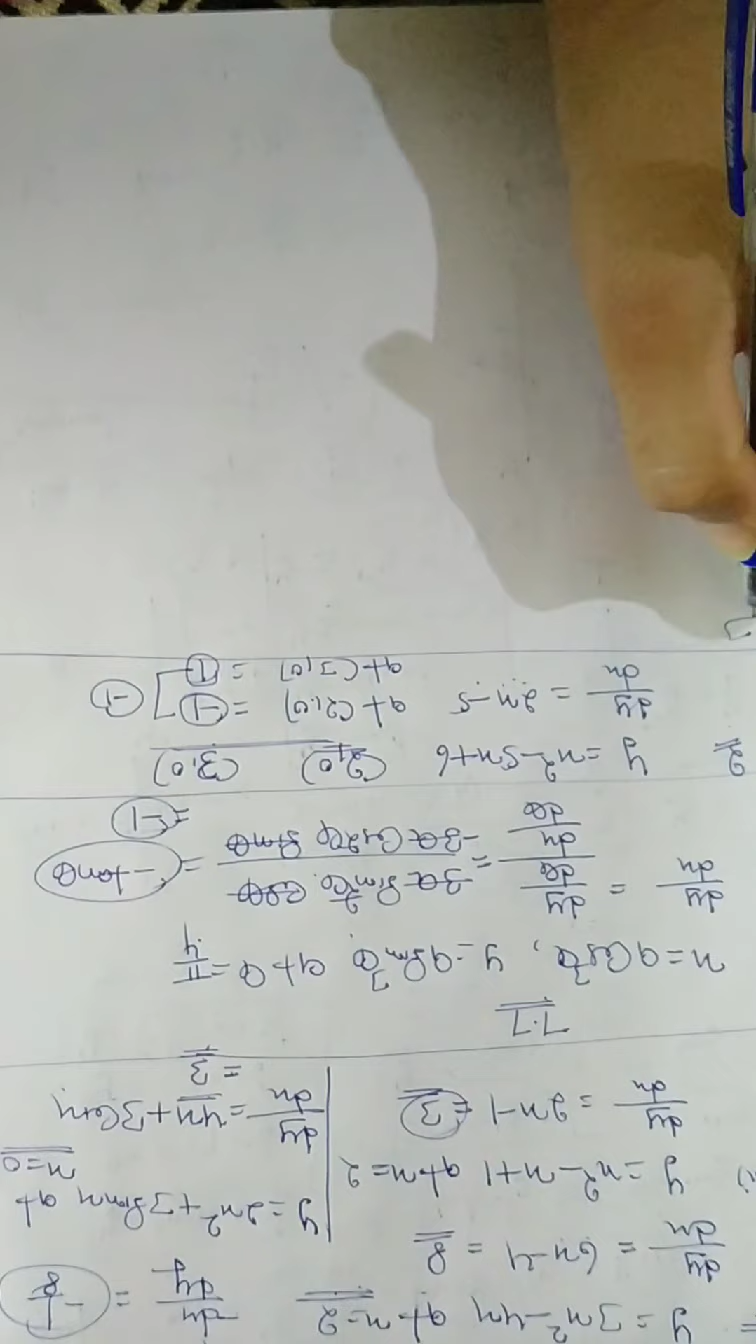 y = 3x² - 4x at x = 2
dy/dx = 6x - 4 = 8
dx/dy = -1/8
y = x² - x + 1 at x = 2
dy/dx = 2x - 1 = 3
y = 2x² + 3 sin x at
x = 0
dy/dx = 4x + 3 cos x
= 3
7.7
x = a cos³θ, y = a sin³θ at θ = π/4
dy/dx = (dy/dθ)/(dx/dθ) = (3a sin²θ cosθ)/(-3a cos²θ sinθ) = -tanθ
= -1
2 y = x² - 5x + 6 (2,0) (3,0)
dy/dx = 2x - 5 at (2,0) = -1
at (3,0) = 1
-1